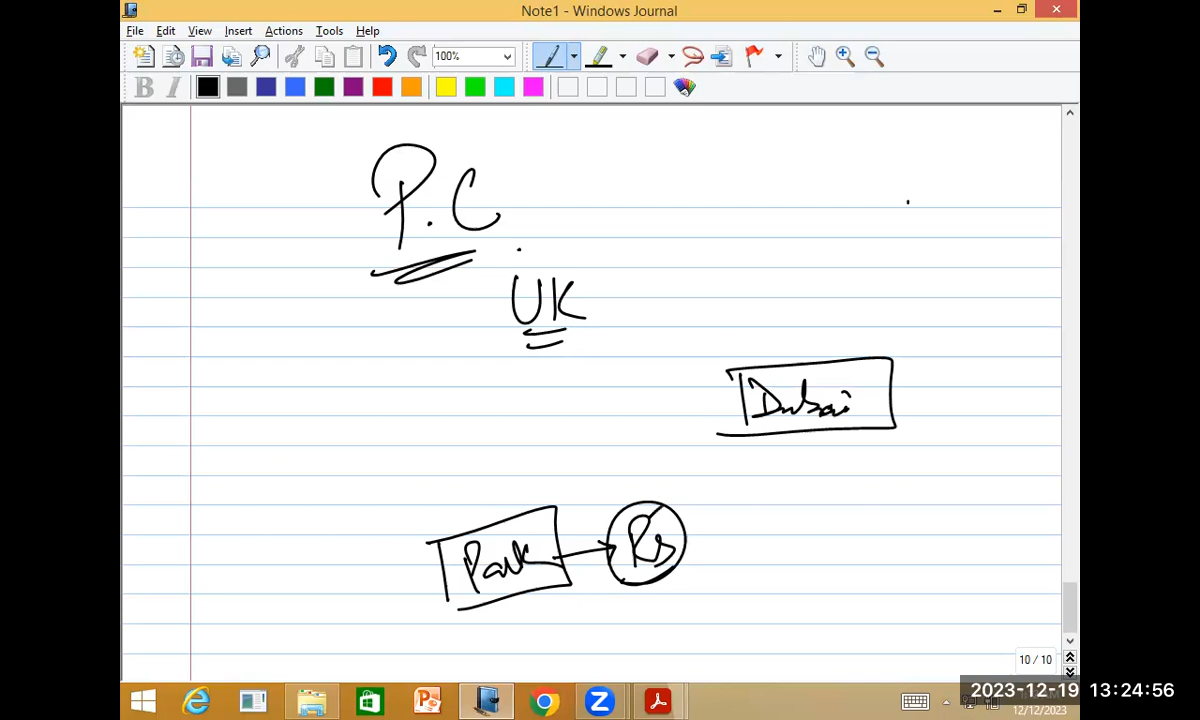 Note1 - Windows Journal
File Edit View Insert Actions Tools Help
100%
B I
P.C
UK
Dubai
Park Rs
10 / 10
2023-12-19 13:24:56
12/12/2023